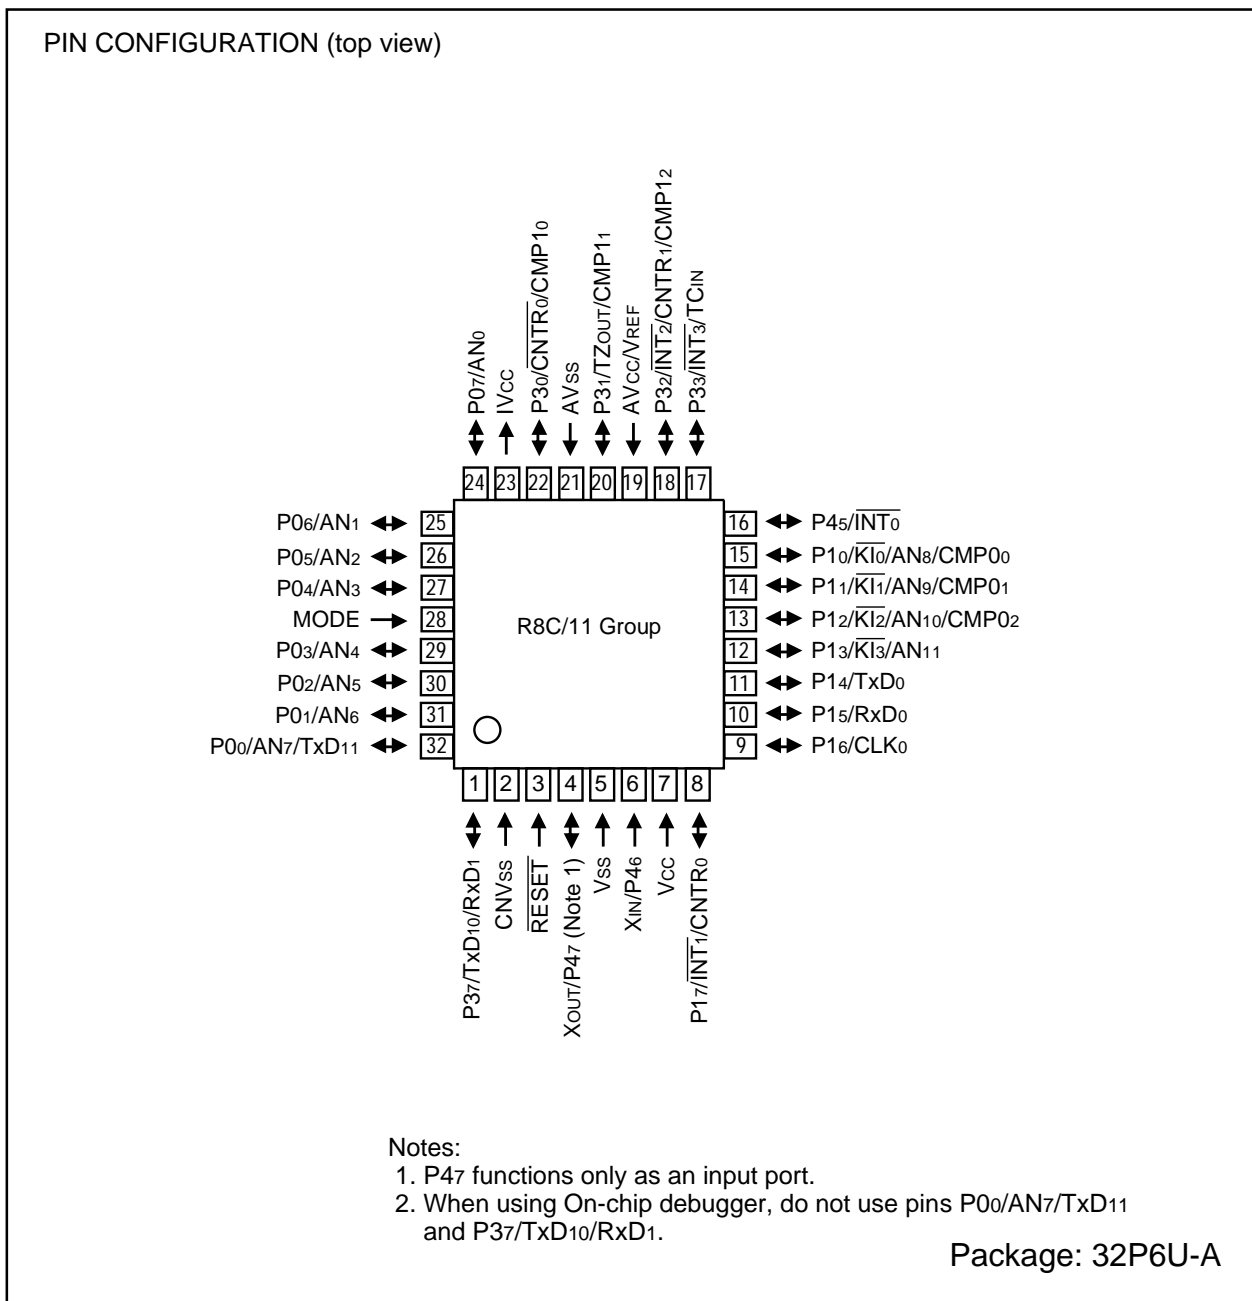 PIN CONFIGURATION (top view)
P07/AN0
IVCC
P30/CNTR0/CMP10
AVSS
P31/TZOUT/CMP11
AVCC/VREF
P32/INT2/CNTR1/CMP12
P33/INT3/TCIN
24 23 22 21 20 19 18 17
P06/AN1 25
P05/AN2 26
P04/AN3 27
MODE 28
P03/AN4 29
P02/AN5 30
P01/AN6 31
P00/AN7/TxD11 32
R8C/11 Group
16 P45/INT0
15 P10/KI0/AN8/CMP00
14 P11/KI1/AN9/CMP01
13 P12/KI2/AN10/CMP02
12 P13/KI3/AN11
11 P14/TxD0
10 P15/RxD0
9 P16/CLK0
1 2 3 4 5 6 7 8
P37/TxD10/RxD1
CNVSS
RESET
XOUT/P47 (Note 1)
VSS
XIN/P46
VCC
P17/INT1/CNTR0
Notes:
1. P47 functions only as an input port.
2. When using On-chip debugger, do not use pins P00/AN7/TxD11
and P37/TxD10/RxD1.
Package: 32P6U-A